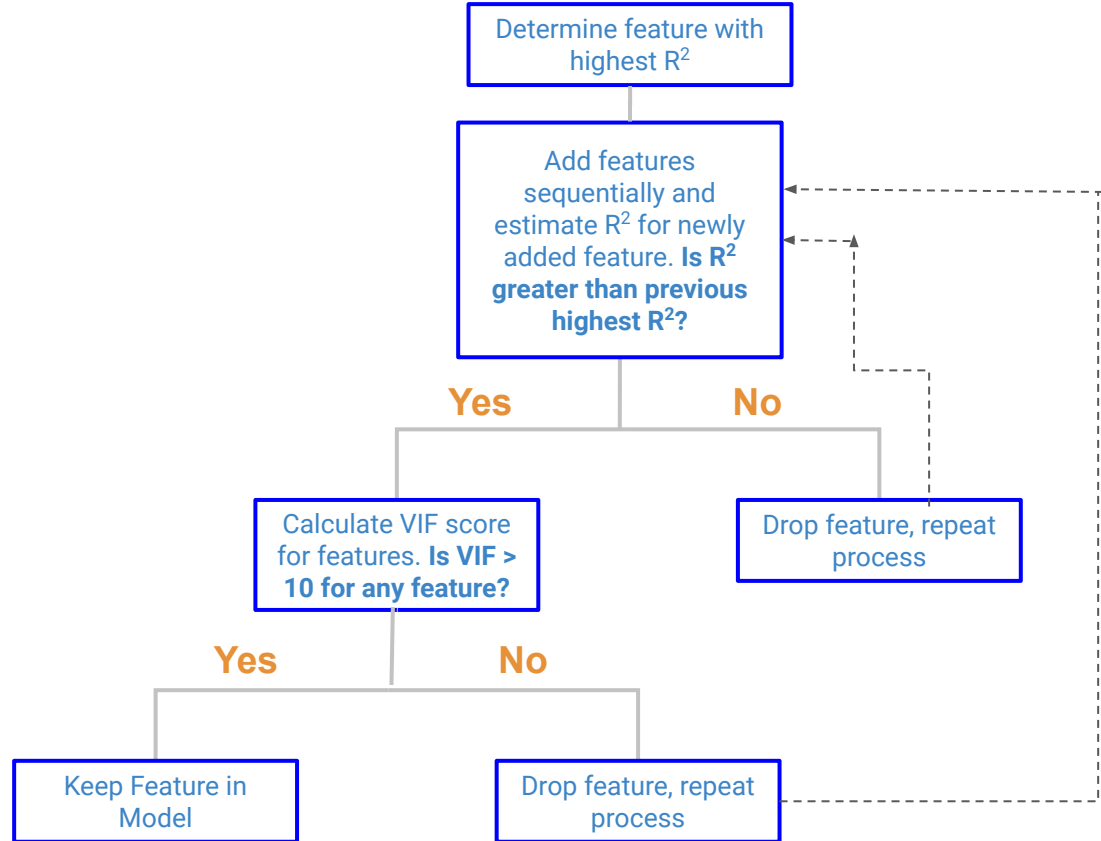 Determine feature with
highest R²
Add features
sequentially and
estimate R² for newly
added feature. Is R²
greater than previous
highest R²?
Yes
No
Calculate VIF score
for features. Is VIF >
10 for any feature?
Drop feature, repeat
process
Yes
No
Keep Feature in
Model
Drop feature, repeat
process